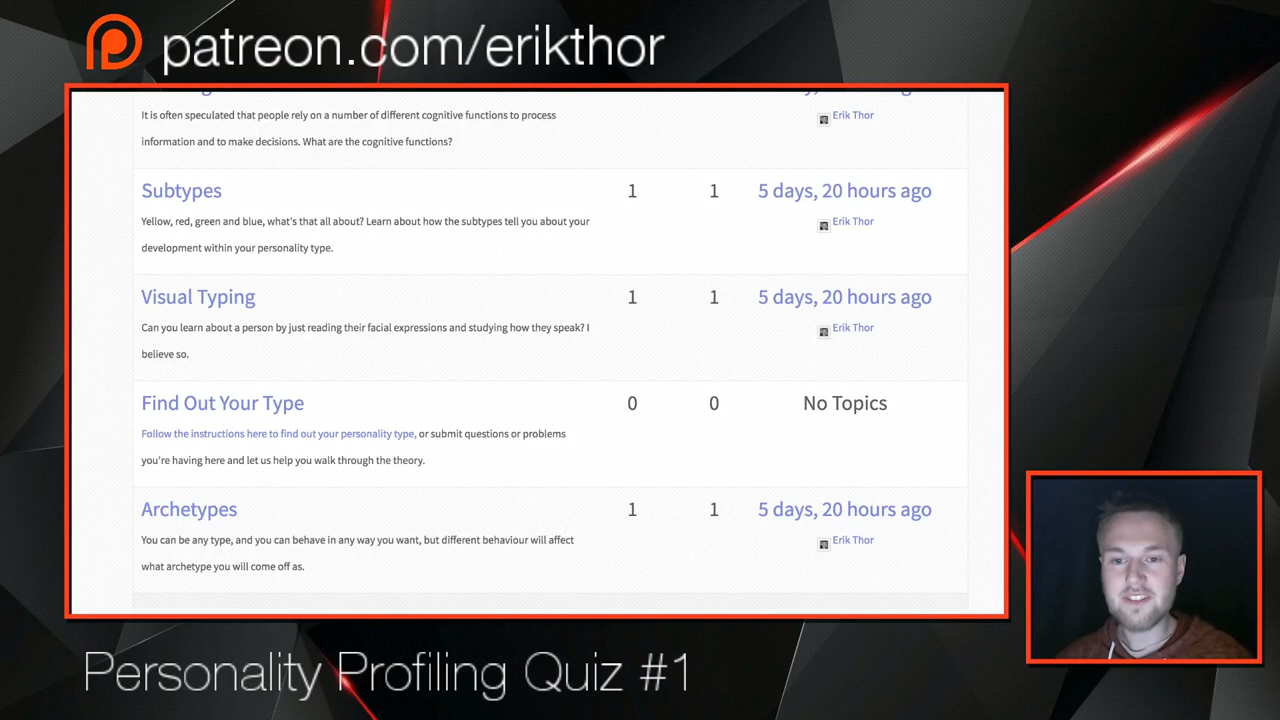 patreon.com/erikthor
It is often speculated that people rely on a number of different cognitive functions to process
information and to make decisions. What are the cognitive functions?
Erik Thor
Subtypes 1 1 5 days, 20 hours ago
Yellow, red, green and blue, what's that all about? Learn about how the subtypes tell you about your
development within your personality type.
Erik Thor
Visual Typing 1 1 5 days, 20 hours ago
Can you learn about a person by just reading their facial expressions and studying how they speak? I
believe so.
Erik Thor
Find Out Your Type 0 0 No Topics
Follow the instructions here to find out your personality type, or submit questions or problems
you're having here and let us help you walk through the theory.
Archetypes 1 1 5 days, 20 hours ago
You can be any type, and you can behave in any way you want, but different behaviour will affect
what archetype you will come off as.
Erik Thor
Personality Profiling Quiz #1